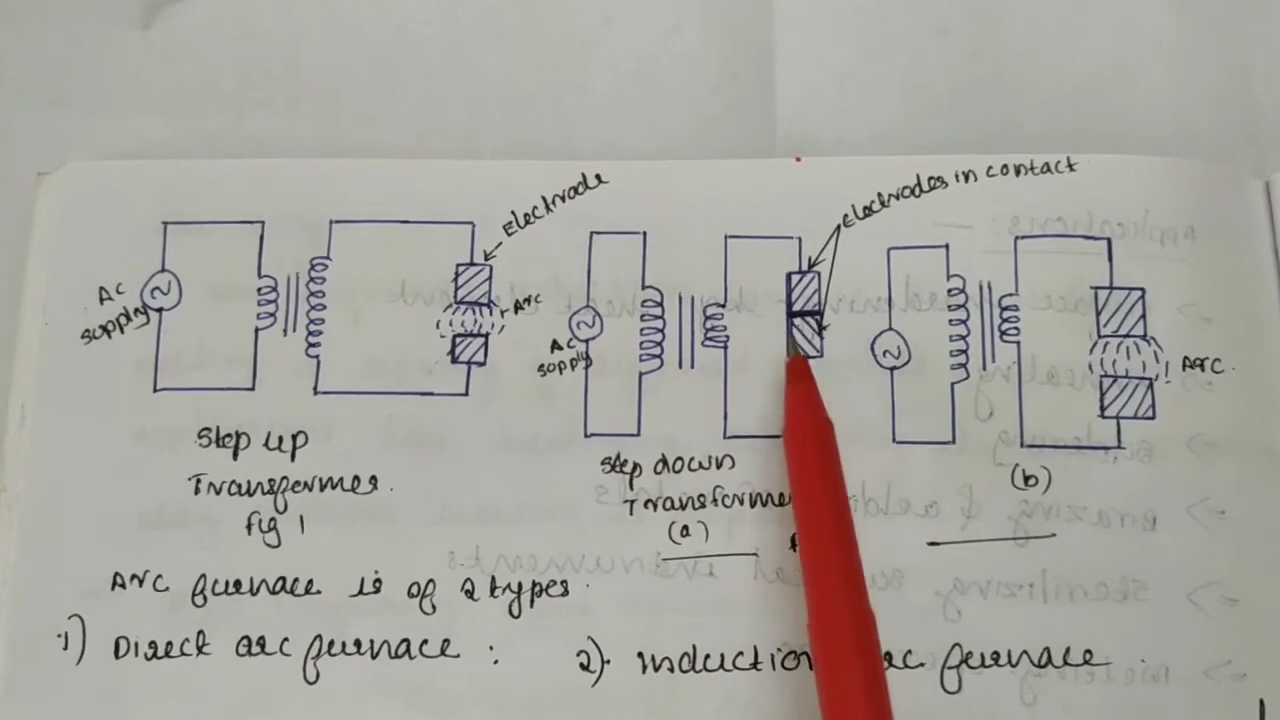 Electrode
Electrodes in contact
AC
supply
Arc
AC
supply
Arc.
Step up
Transformer.
fig 1
Step down
Transforme
(a)
(b)
Arc furnace is of 2 types.
1) Direct arc furnace :
2). Induction rc furnace.